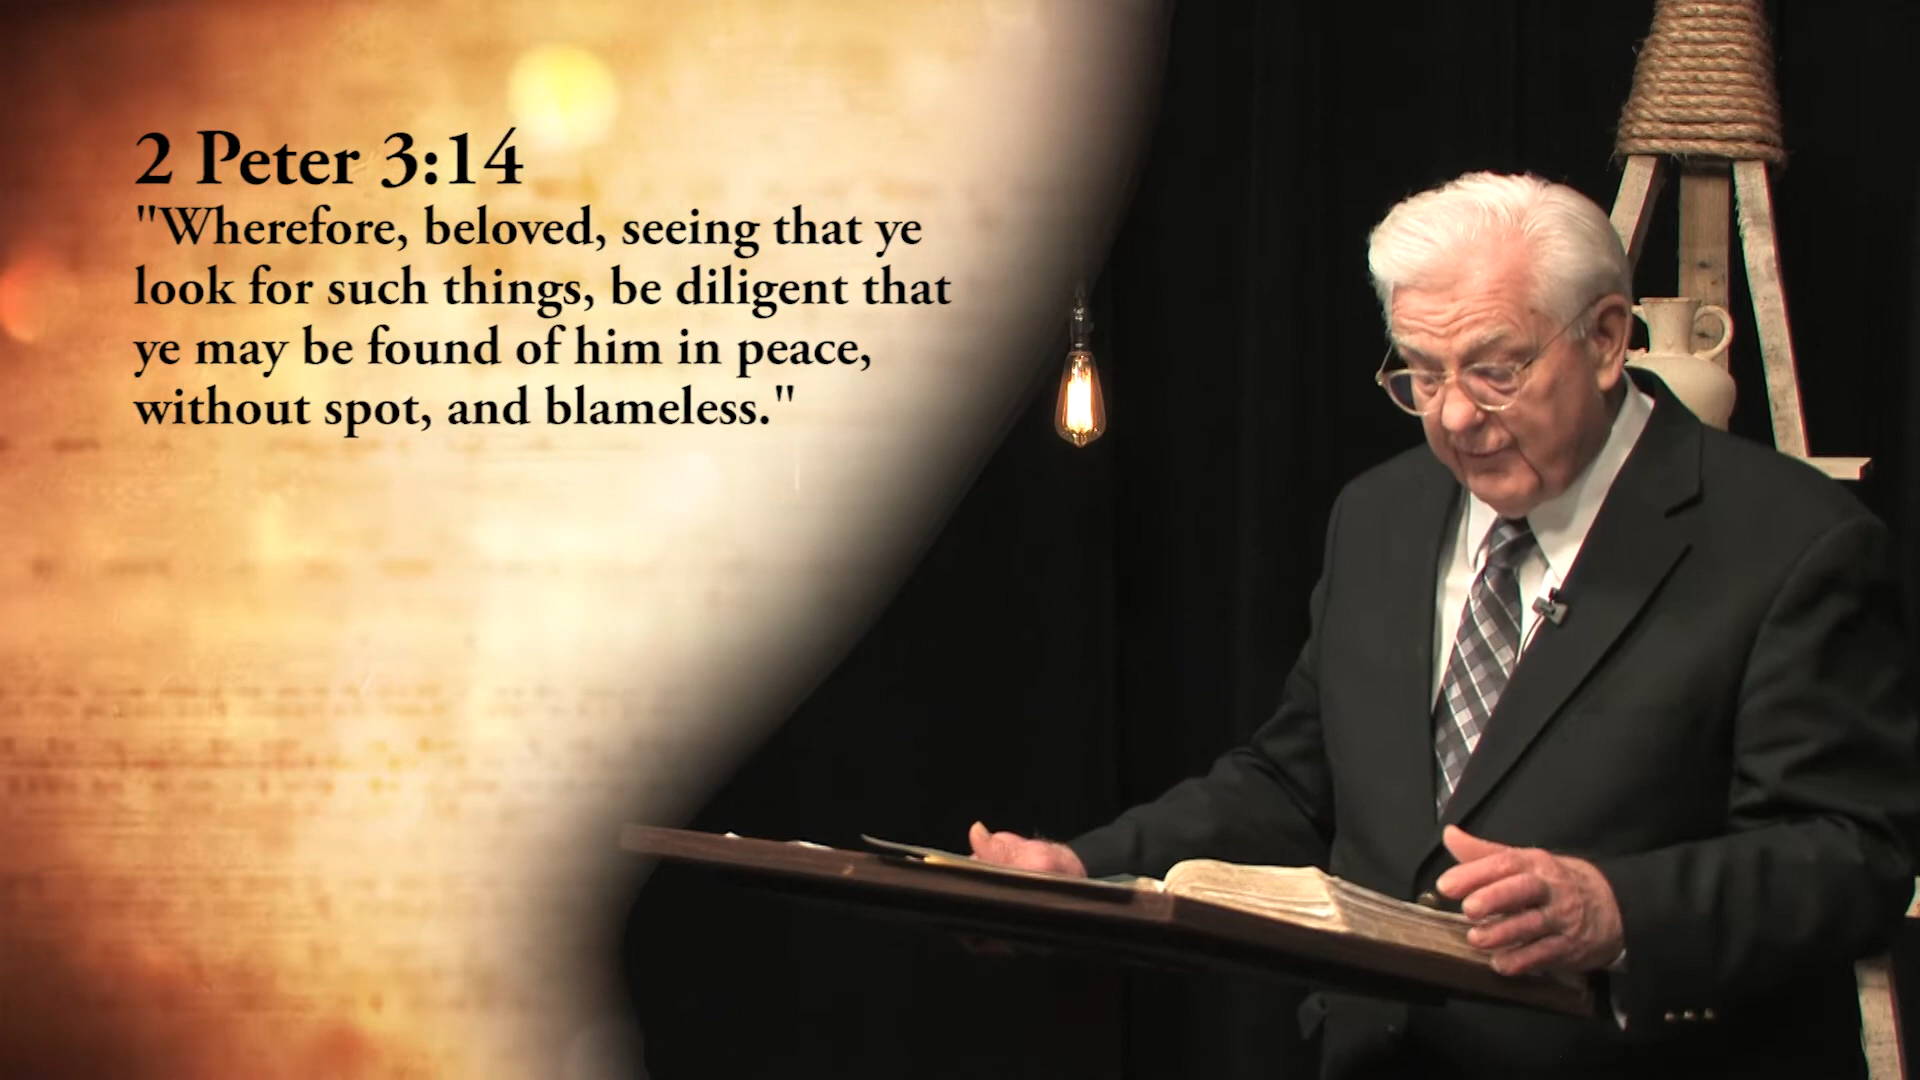 2 Peter 3:14
"Wherefore, beloved, seeing that ye
look for such things, be diligent that
ye may be found of him in peace,
without spot, and blameless."